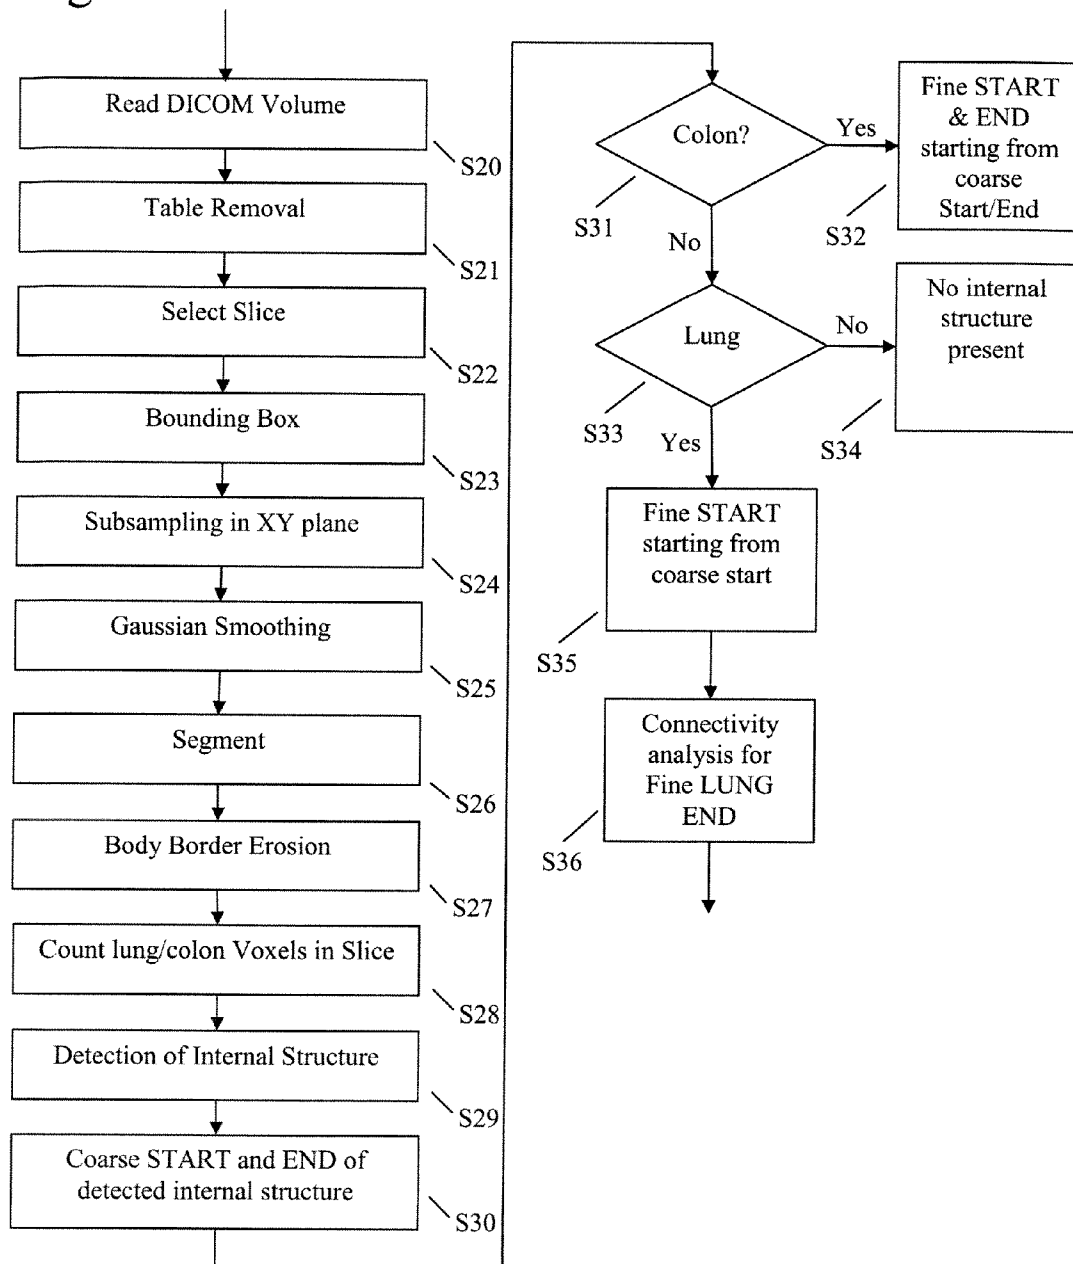 Read DICOM Volume
S20
Table Removal
S21
Select Slice
S22
Bounding Box
S23
Subsampling in XY plane
S24
Gaussian Smoothing
S25
Segment
S26
Body Border Erosion
S27
Count lung/colon Voxels in Slice
S28
Detection of Internal Structure
S29
Coarse START and END of
detected internal structure
S30
Colon?
S31
Yes
Fine START
& END
starting from
coarse
Start/End
S32
No
Lung
S33
No
No internal
structure
present
S34
Yes
Fine START
starting from
coarse start
S35
Connectivity
analysis for
Fine LUNG
END
S36